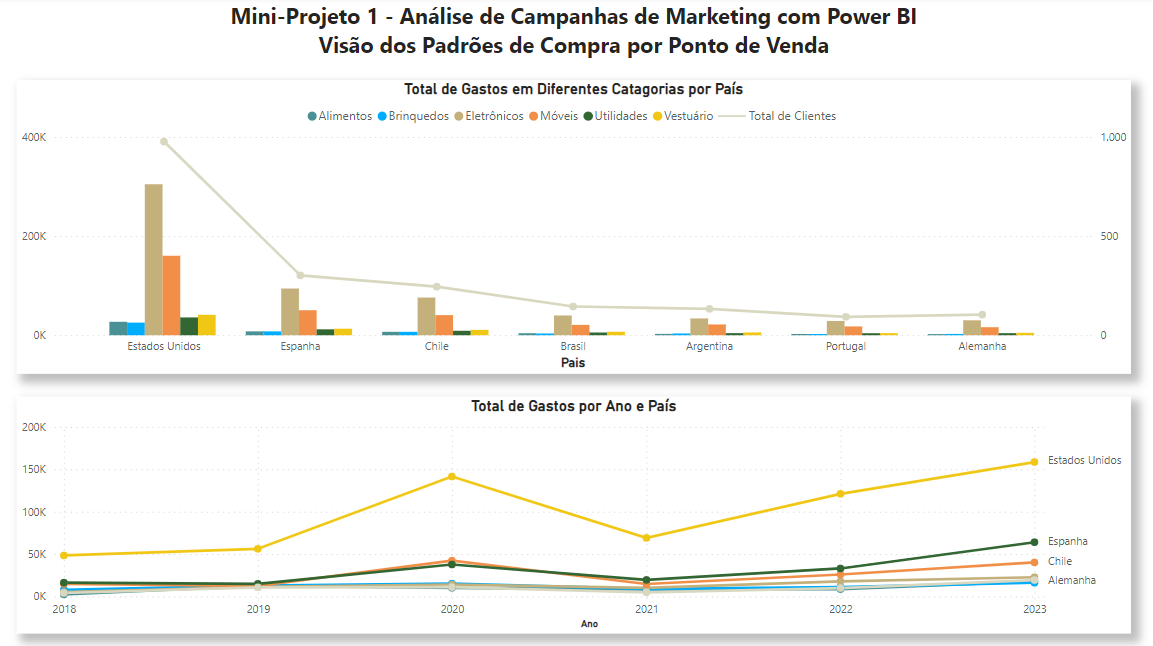 Mini-Projeto 1 - Análise de Campanhas de Marketing com Power BI
Visão dos Padrões de Compra por Ponto de Venda
Total de Gastos em Diferentes Catagorias por País
Alimentos Brinquedos Eletrônicos Móveis Utilidades Vestuário Total de Clientes
400K 1.000
200K 500
0K 0
Estados Unidos Espanha Chile Brasil Argentina Portugal Alemanha
Pais
Total de Gastos por Ano e País
200K
150K
100K
50K
0K
Estados Unidos
Espanha
Chile
Alemanha
2018 2019 2020 2021 2022 2023
Ano